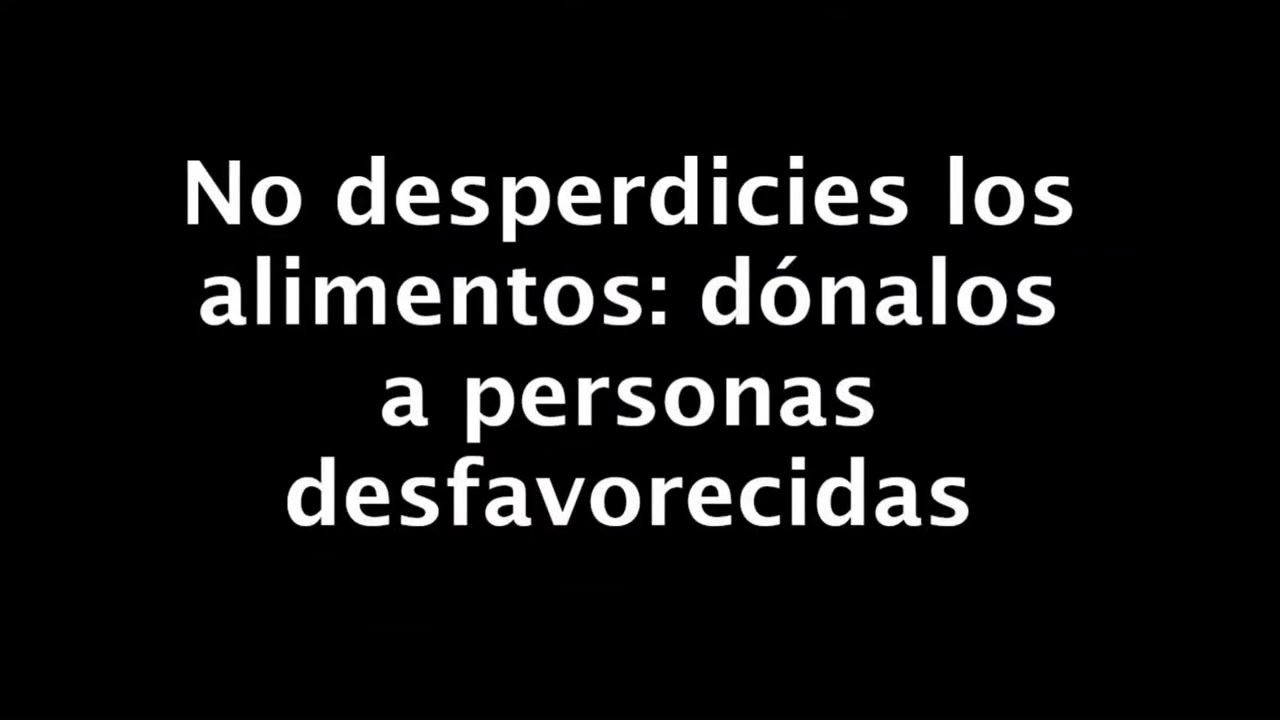 No desperdicies los
alimentos: dónalos
a personas
desfavorecidas